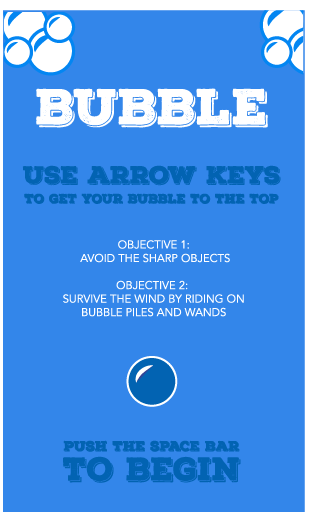 BUBBLE
USE ARROW KEYS
TO GET YOUR BUBBLE TO THE TOP
OBJECTIVE 1:
AVOID THE SHARP OBJECTS
OBJECTIVE 2:
SURVIVE THE WIND BY RIDING ON
BUBBLE PILES AND WANDS
PUSH THE SPACE BAR
TO BEGIN